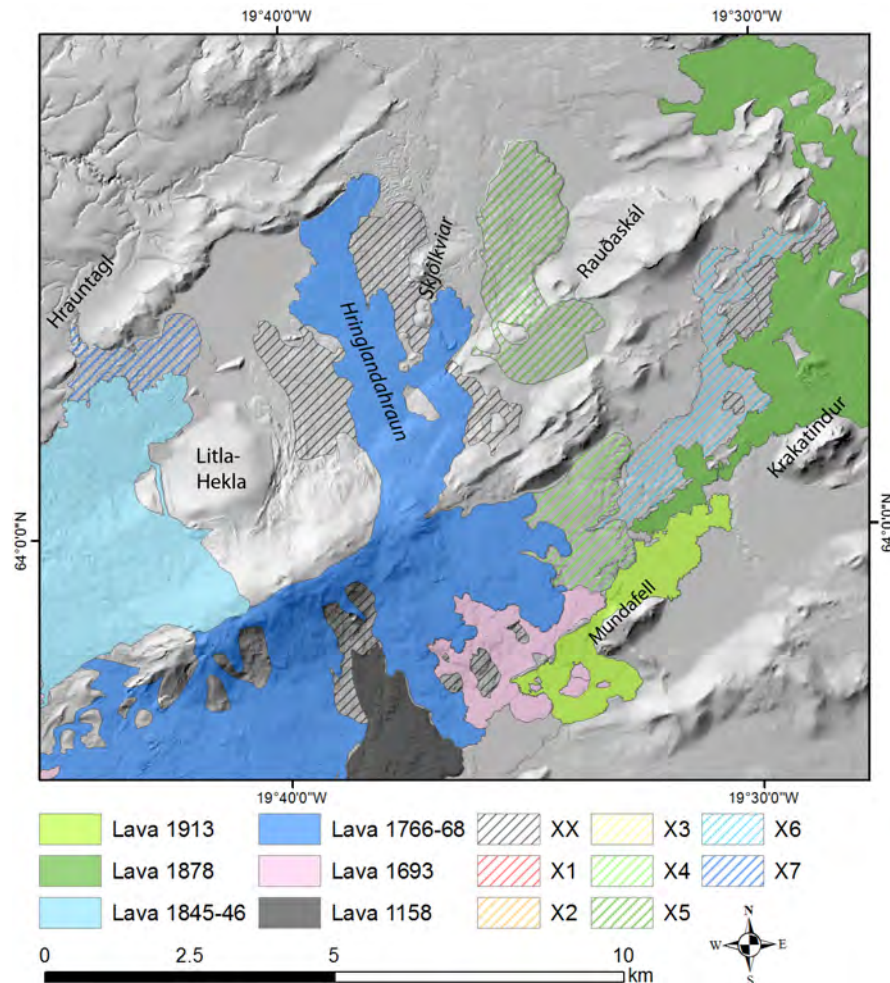 19°40'0"W 19°30'0"W
Hrauntagl
Skjólkviar
Rauðaskál
Hringlandahraun
Krakatindur
Litla-
Hekla
64°0'0"N 64°0'0"N
Mundafell
19°40'0"W 19°30'0"W
Lava 1913 Lava 1766-68 XX X3 X6
Lava 1878 Lava 1693 X1 X4 X7
Lava 1845-46 Lava 1158 X2 X5
N
W E
S
0 2.5 5 10
km